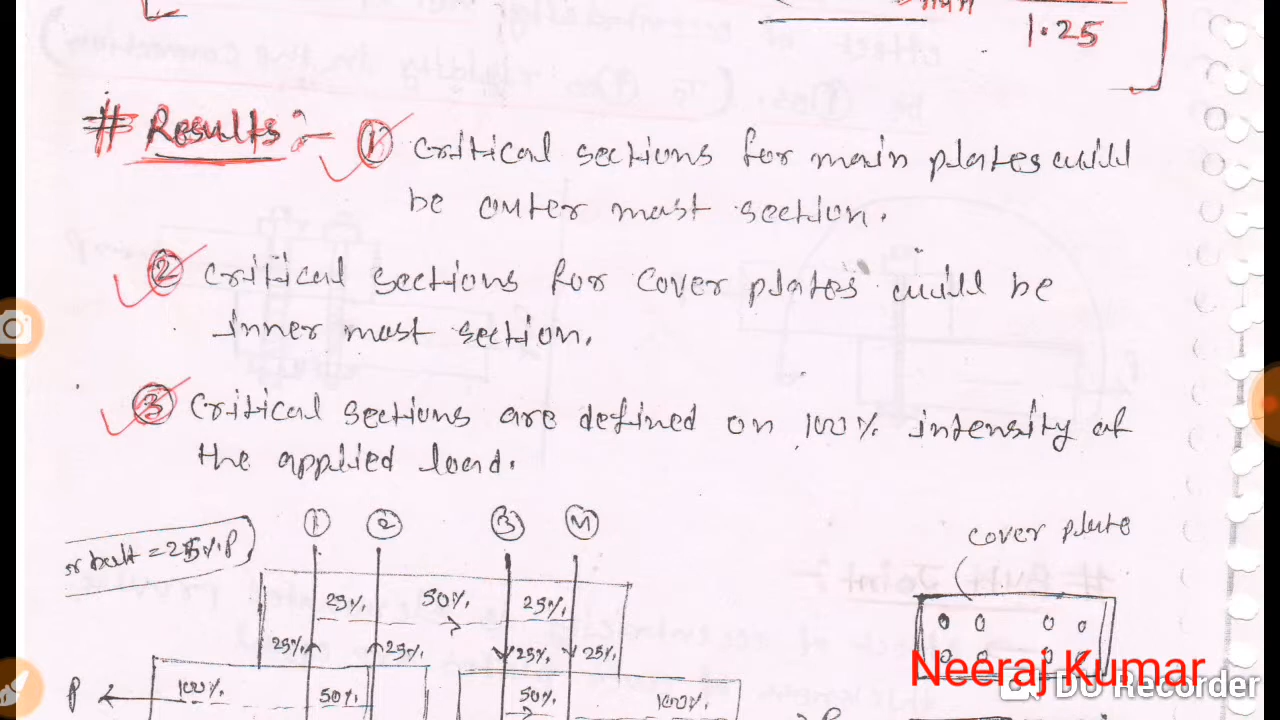 1.25
# Results :- ① critical sections for main plates will
be outer most section.
② critical sections for cover plates will be
inner most section.
③ critical sections are defined on 100% intensity of
the applied load.
① ② ③ ④
cover plate
bolt = 25% P
25% 50% 25%
25% 25% 25% 25%
P 100% 50% 50% 100%
Neeraj Kumar
DU Recorder